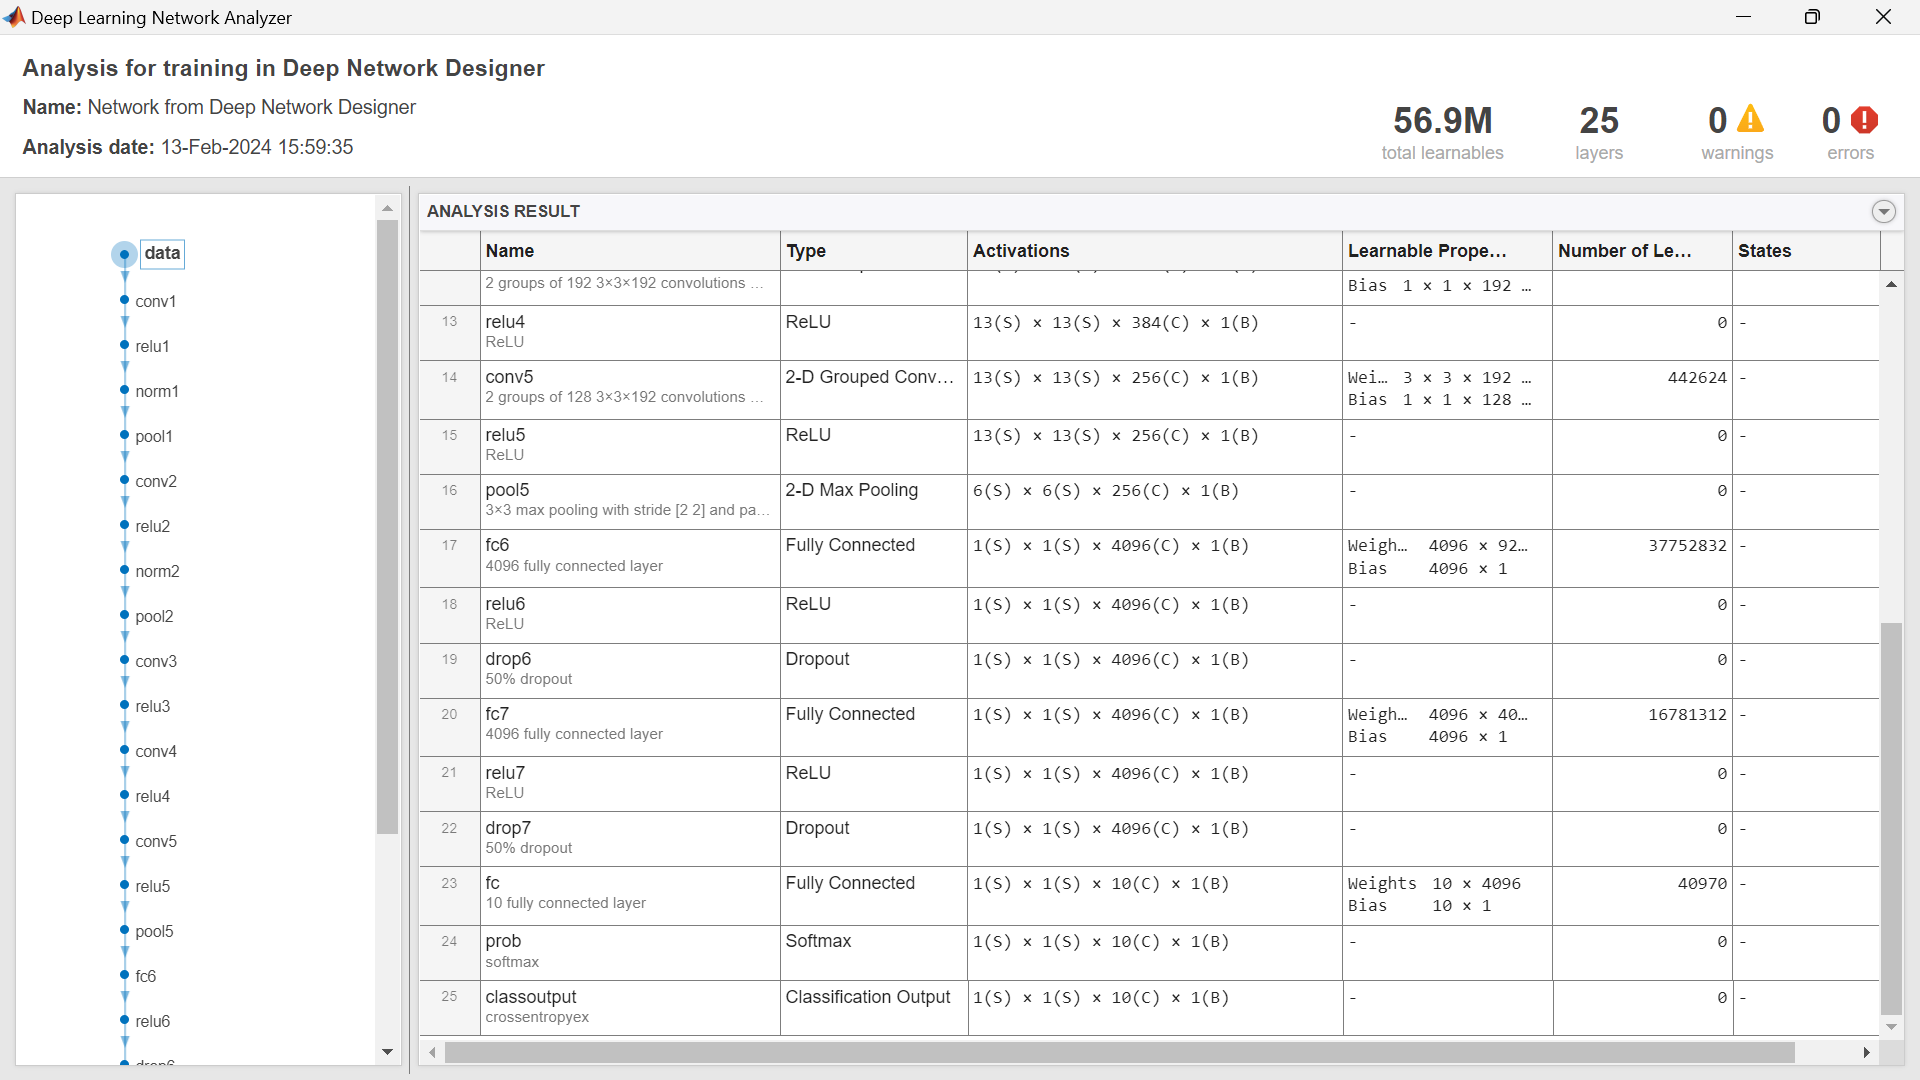 Deep Learning Network Analyzer
Analysis for training in Deep Network Designer
Name: Network from Deep Network Designer
Analysis date: 13-Feb-2024 15:59:35
56.9M
total learnables
25
layers
0
warnings
0
errors
data
conv1
relu1
norm1
pool1
conv2
relu2
norm2
pool2
conv3
relu3
conv4
relu4
conv5
relu5
pool5
fc6
relu6
drop6
ANALYSIS RESULT
Name Type Activations Learnable Prope... Number of Le... States
2 groups of 192 3×3×192 convolutions ... Bias 1 × 1 × 192 …
13 relu4 ReLU 13(S) × 13(S) × 384(C) × 1(B) - 0 -
ReLU
14 conv5 2-D Grouped Conv... 13(S) × 13(S) × 256(C) × 1(B) Wei… 3 × 3 × 192 … 442624 -
2 groups of 128 3×3×192 convolutions ... Bias 1 × 1 × 128 …
15 relu5 ReLU 13(S) × 13(S) × 256(C) × 1(B) - 0 -
ReLU
16 pool5 2-D Max Pooling 6(S) × 6(S) × 256(C) × 1(B) - 0 -
3×3 max pooling with stride [2 2] and pa...
17 fc6 Fully Connected 1(S) × 1(S) × 4096(C) × 1(B) Weigh… 4096 × 92… 37752832 -
4096 fully connected layer Bias 4096 × 1
18 relu6 ReLU 1(S) × 1(S) × 4096(C) × 1(B) - 0 -
ReLU
19 drop6 Dropout 1(S) × 1(S) × 4096(C) × 1(B) - 0 -
50% dropout
20 fc7 Fully Connected 1(S) × 1(S) × 4096(C) × 1(B) Weigh… 4096 × 40… 16781312 -
4096 fully connected layer Bias 4096 × 1
21 relu7 ReLU 1(S) × 1(S) × 4096(C) × 1(B) - 0 -
ReLU
22 drop7 Dropout 1(S) × 1(S) × 4096(C) × 1(B) - 0 -
50% dropout
23 fc Fully Connected 1(S) × 1(S) × 10(C) × 1(B) Weights 10 × 4096 40970 -
10 fully connected layer Bias 10 × 1
24 prob Softmax 1(S) × 1(S) × 10(C) × 1(B) - 0 -
softmax
25 classoutput Classification Output 1(S) × 1(S) × 10(C) × 1(B) - 0 -
crossentropyex